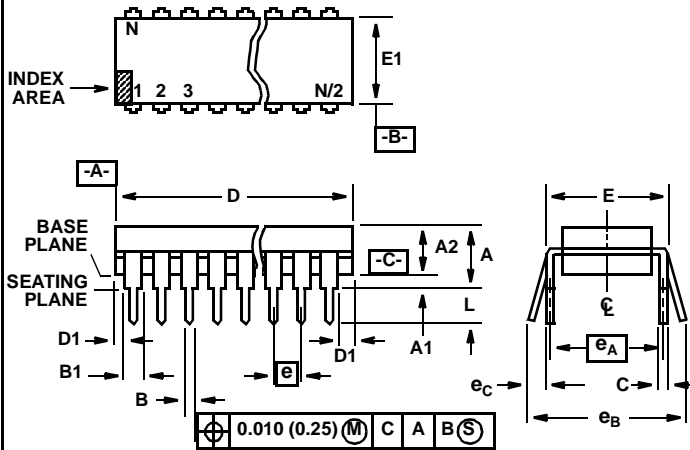 N
E1
INDEX
AREA
1 2 3 N/2
-B-
-A-
D
E
BASE
PLANE
A2 A
-C-
SEATING
PLANE
L
CL
D1
A1
D1
eA
B1
e
eC
C
B
eB
0.010 (0.25) M C A B S